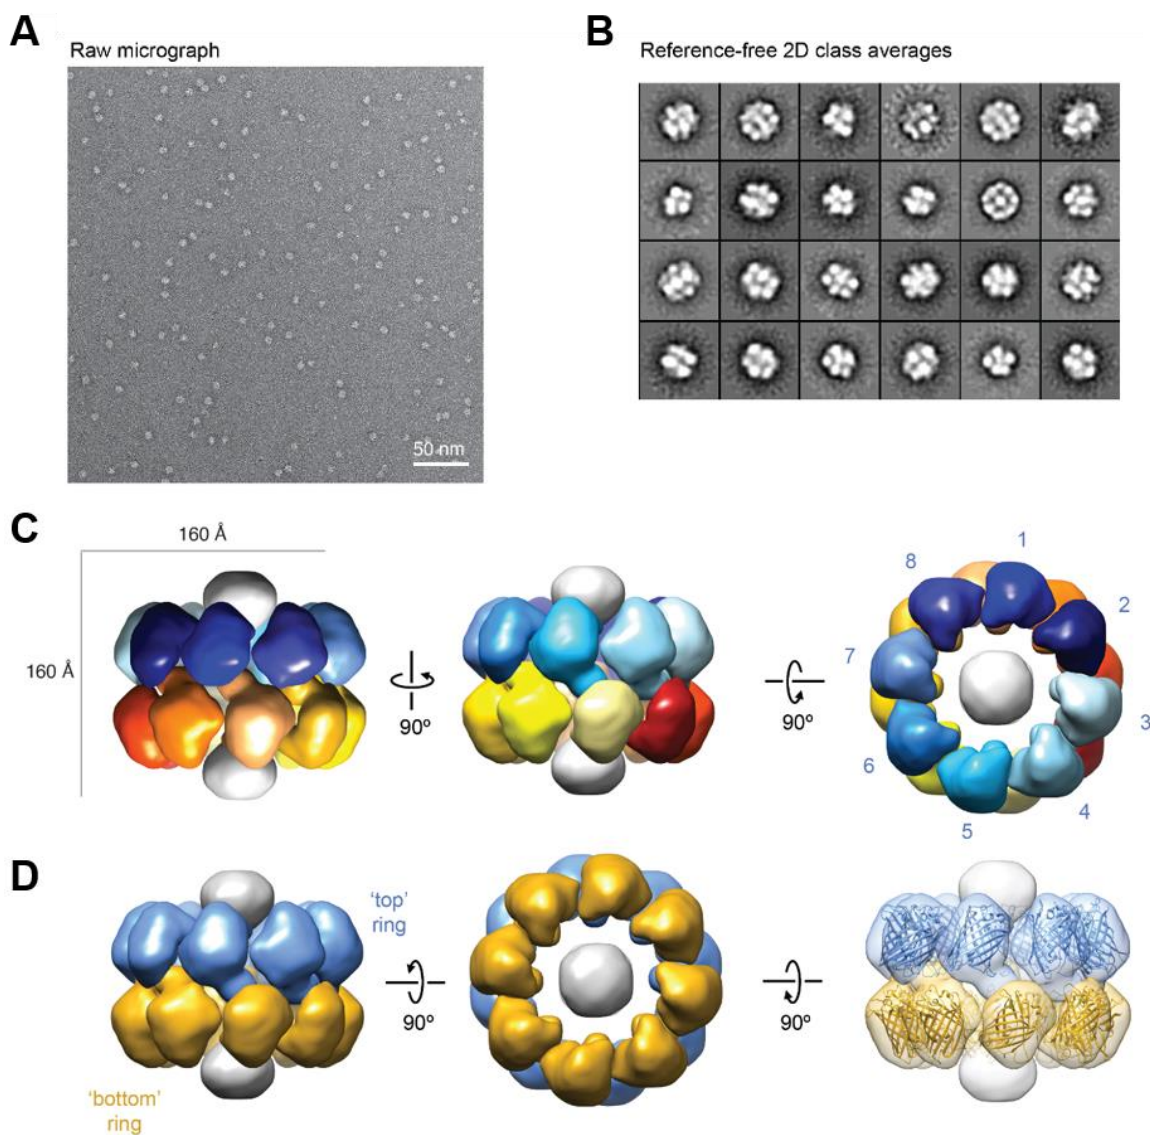 A
Raw micrograph
50 nm
B
Reference-free 2D class averages
C
160 Å
160 Å
90º
90º
1
2
3
4
5
6
7
8
D
'top'
ring
'bottom'
ring
90º
90º